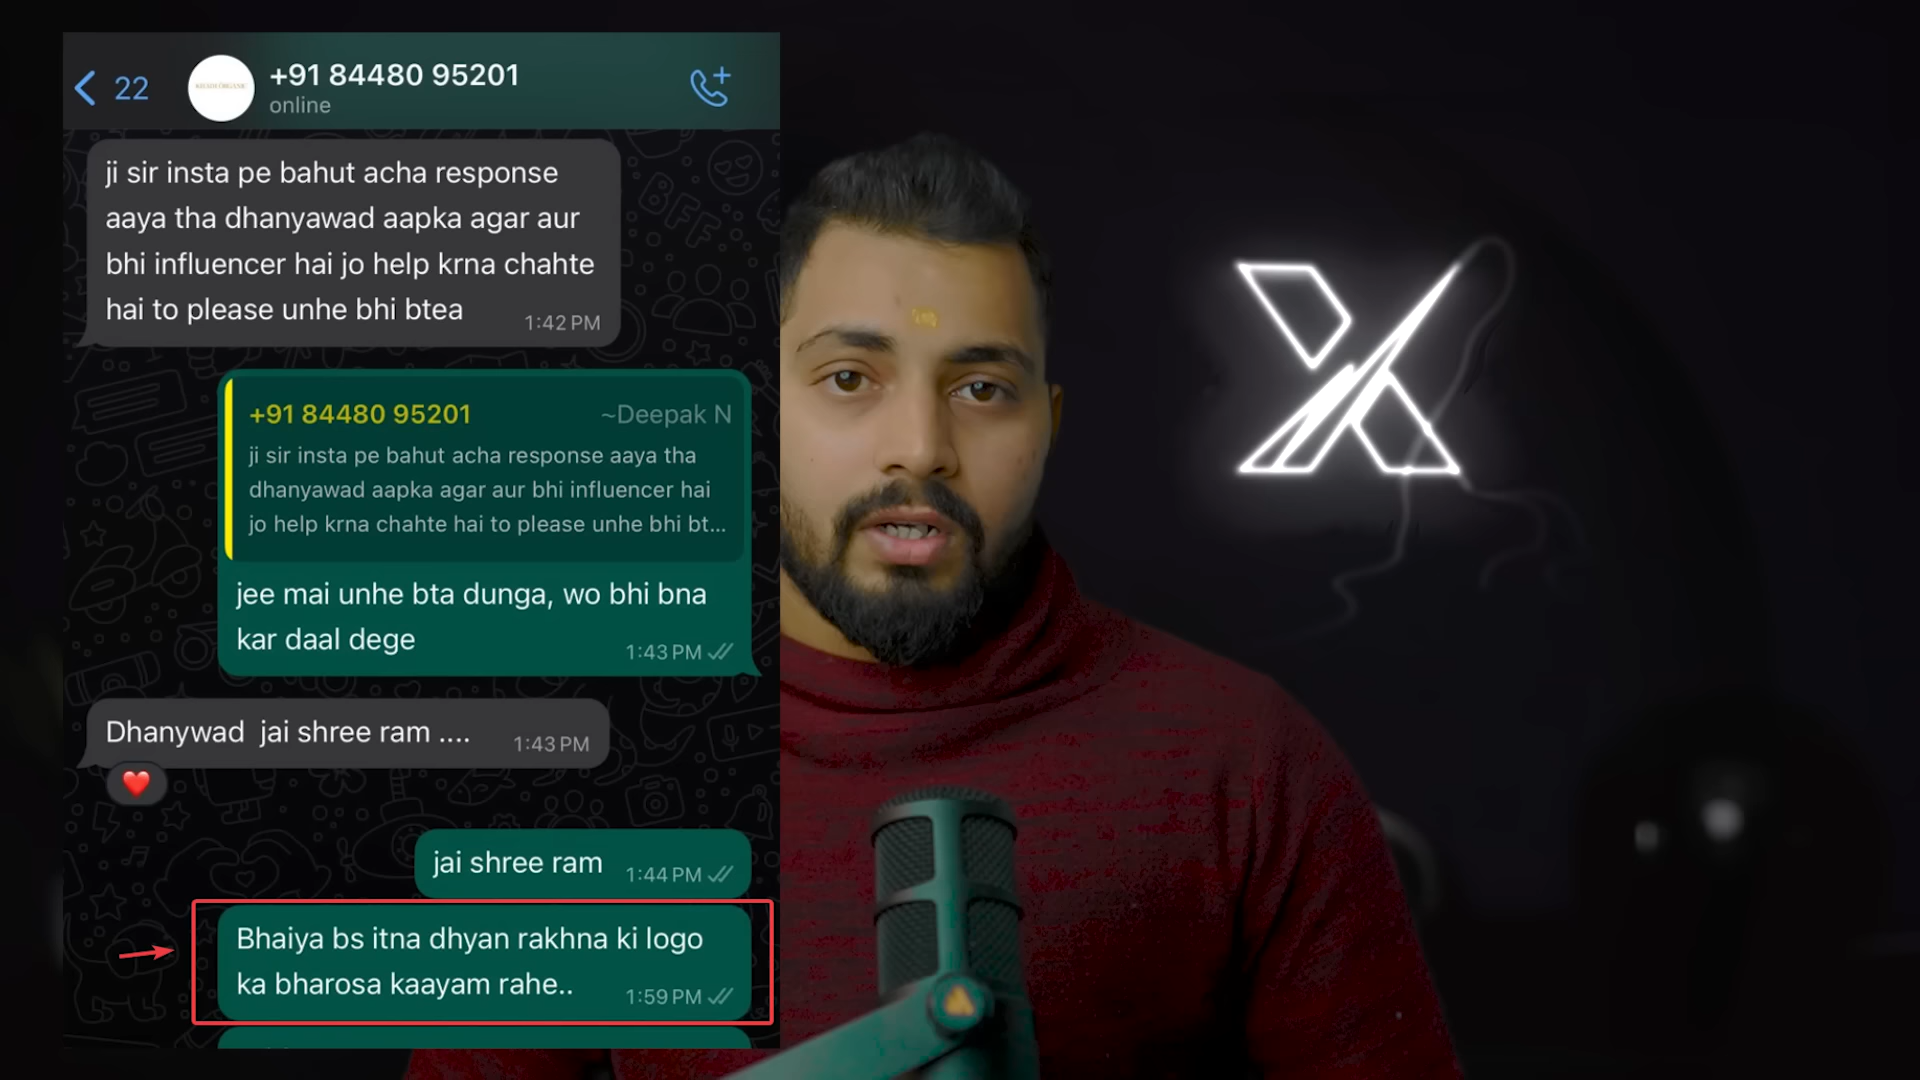 22
+91 84480 95201
online
ji sir insta pe bahut acha response
aaya tha dhanyawad aapka agar aur
bhi influencer hai jo help krna chahte
hai to please unhe bhi btea
1:42 PM
+91 84480 95201 ~Deepak N
ji sir insta pe bahut acha response aaya tha
dhanyawad aapka agar aur bhi influencer hai
jo help krna chahte hai to please unhe bhi bt...
jee mai unhe bta dunga, wo bhi bna
kar daal dege
1:43 PM
Dhanywad jai shree ram ....
1:43 PM
jai shree ram
1:44 PM
Bhaiya bs itna dhyan rakhna ki logo
ka bharosa kaayam rahe..
1:59 PM
BFF